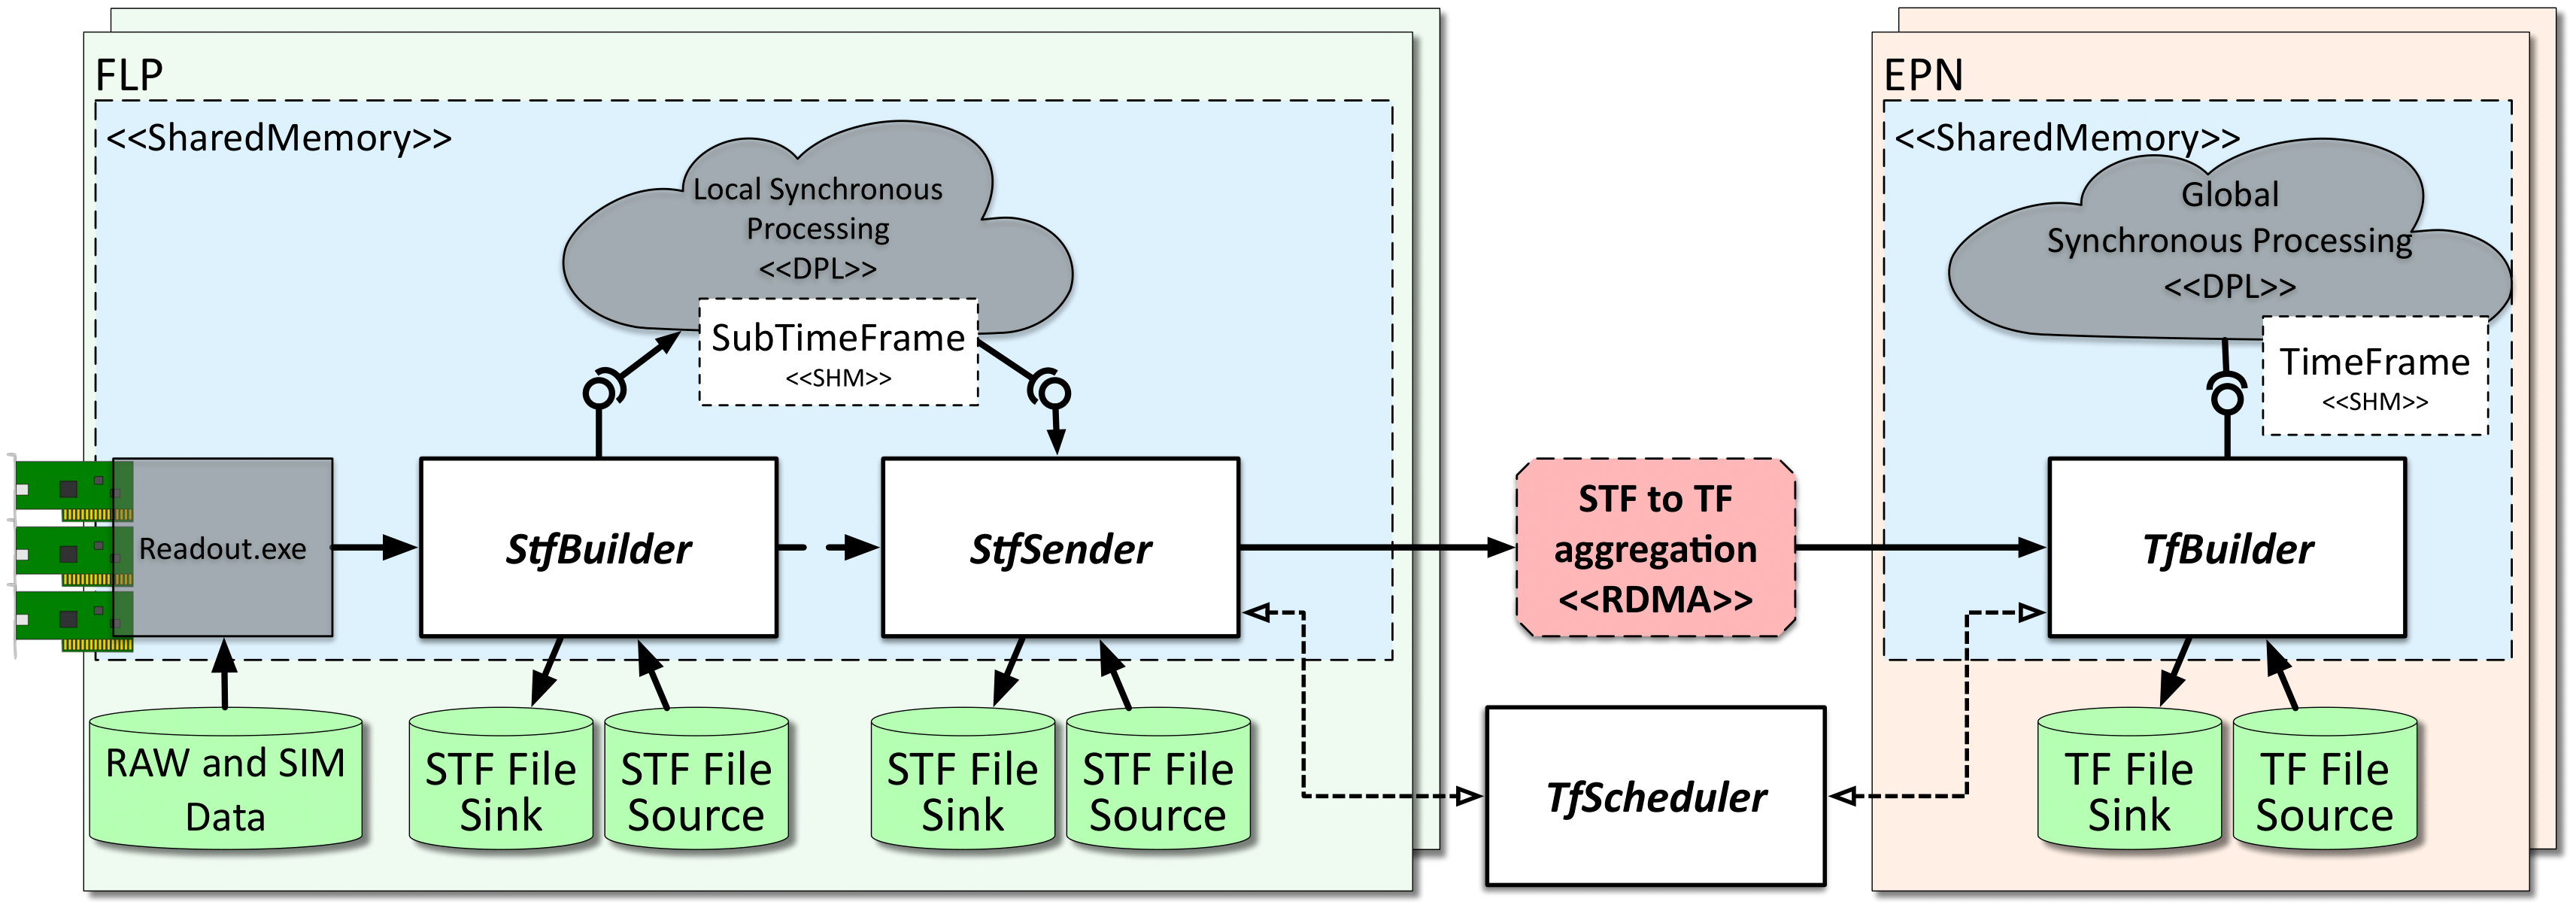 FLP
<<SharedMemory>>
Local Synchronous
Processing
<<DPL>>
SubTimeFrame
<<SHM>>
Readout.exe
StfBuilder
StfSender
RAW and SIM
Data
STF File
Sink
STF File
Source
STF File
Sink
STF File
Source
STF to TF
aggregation
<<RDMA>>
TfScheduler
EPN
<<SharedMemory>>
Global
Synchronous Processing
<<DPL>>
TimeFrame
<<SHM>>
TfBuilder
TF File
Sink
TF File
Source